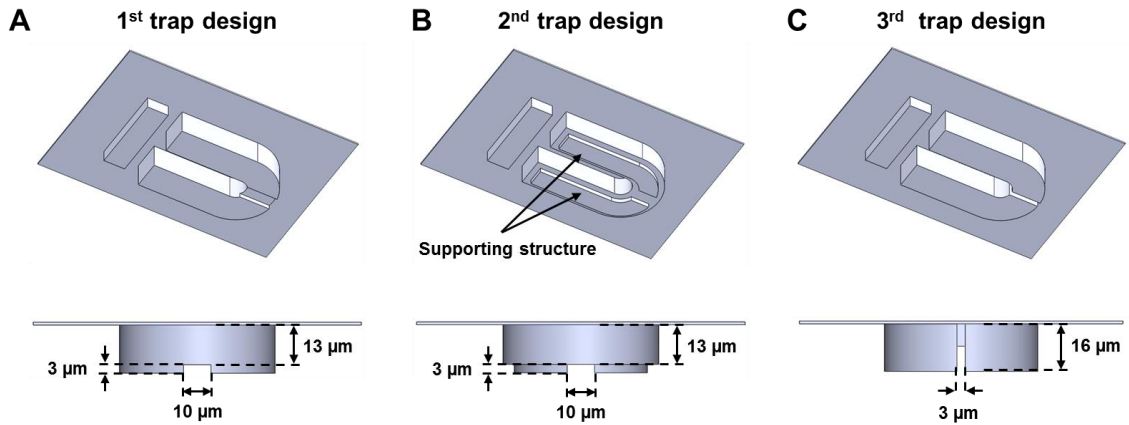 A
1st trap design
B
2nd trap design
C
3rd trap design
Supporting structure
13 µm
3 µm
10 µm
13 µm
3 µm
10 µm
16 µm
3 µm